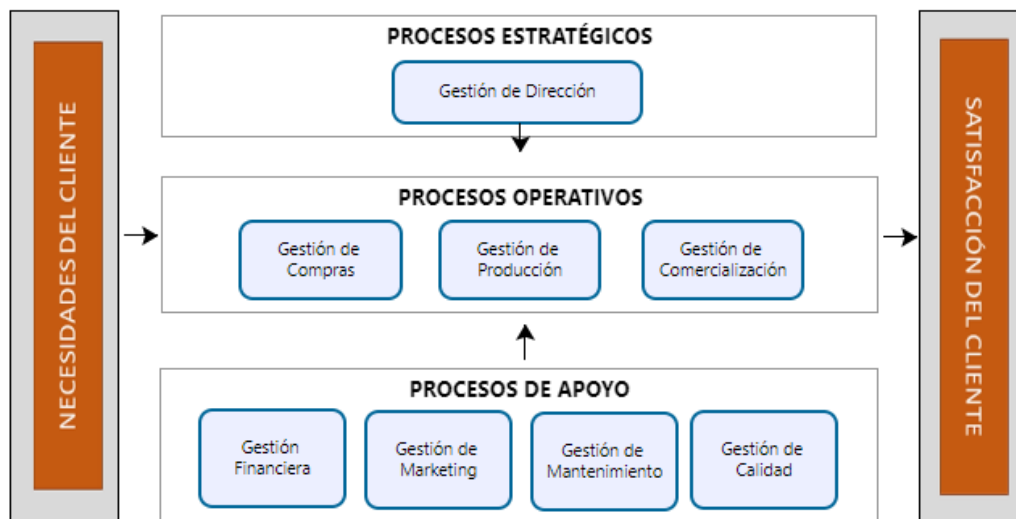 NECESIDADES DEL CLIENTE
PROCESOS ESTRATÉGICOS
Gestión de Dirección
PROCESOS OPERATIVOS
Gestión de
Compras
Gestión de
Producción
Gestión de
Comercialización
PROCESOS DE APOYO
Gestión
Financiera
Gestión de
Marketing
Gestión de
Mantenimiento
Gestión de
Calidad
SATISFACCIÓN DEL CLIENTE